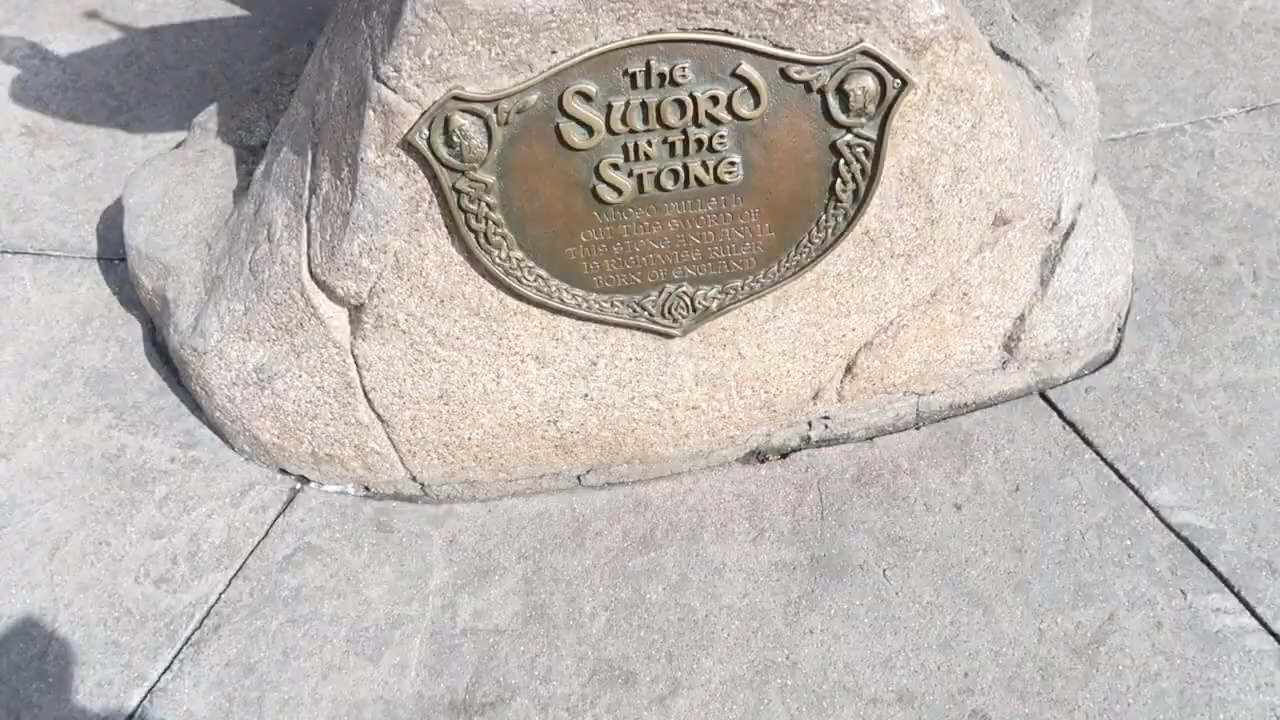 THE
SWORD
IN THE
STONE
WHOSO PULLETH
OUT THIS SWORD OF
THIS STONE AND ANVIL
IS RIGHTWISE RULER
BORN OF ENGLAND